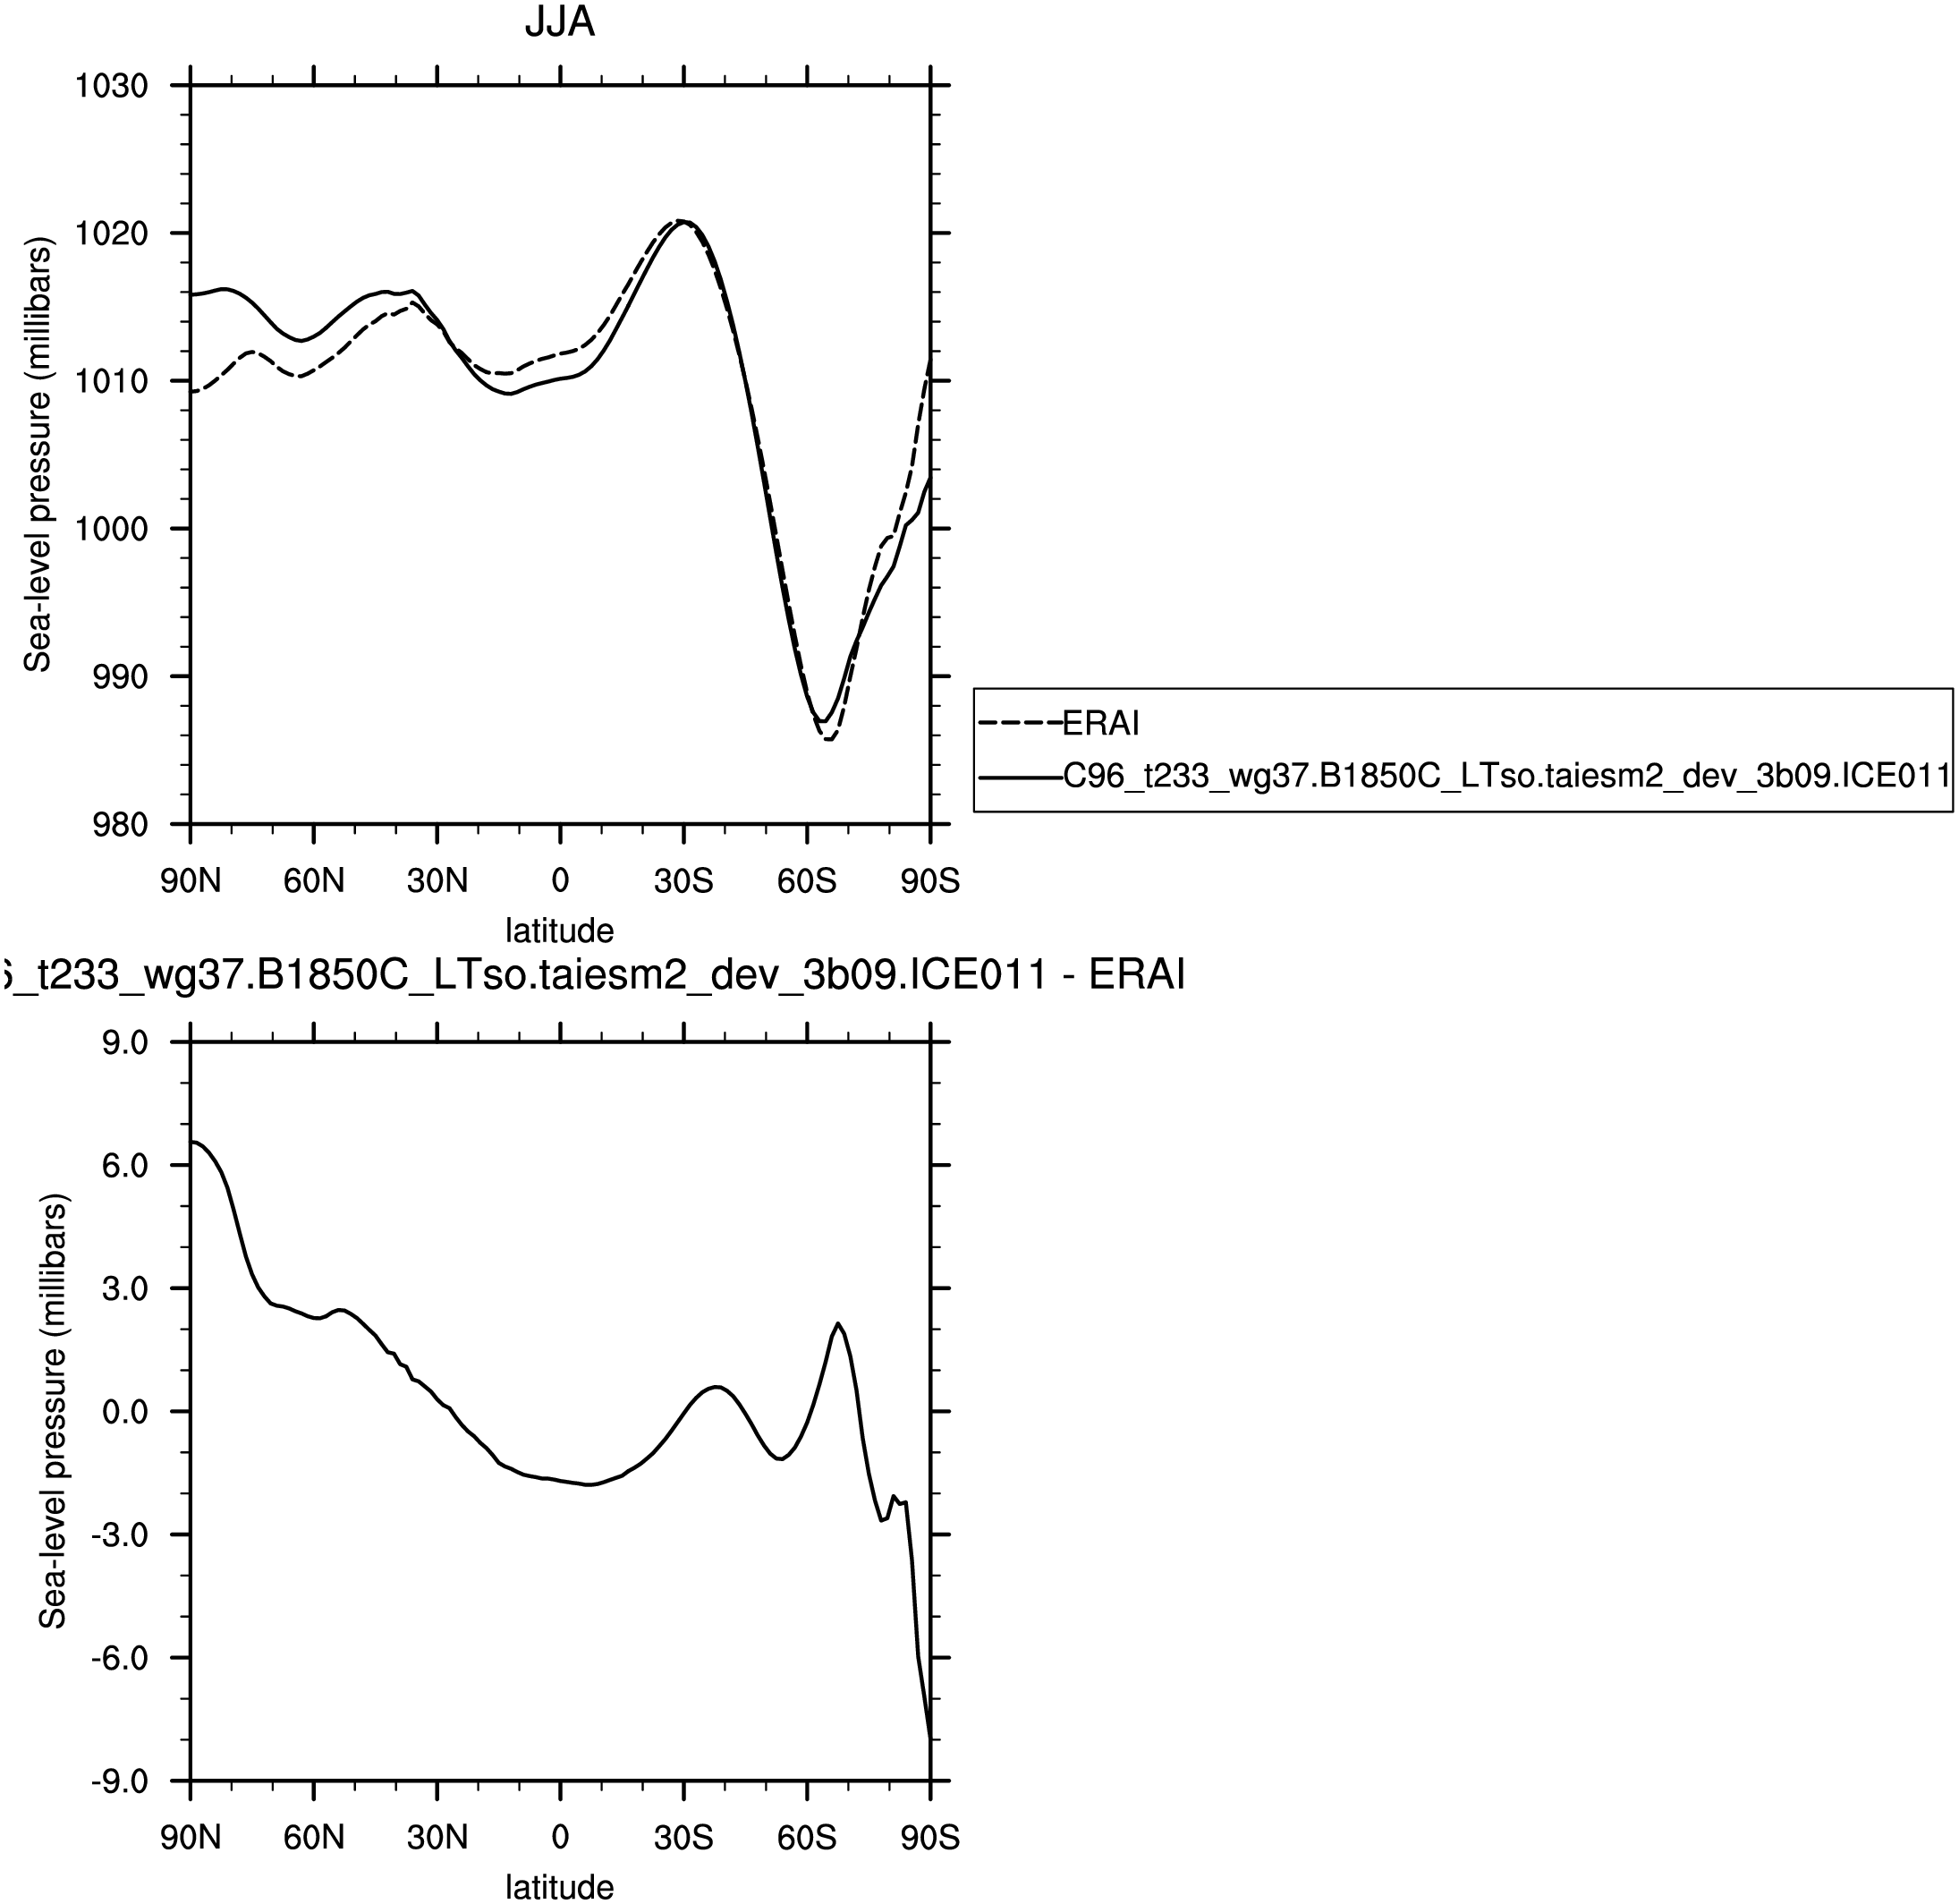 JJA
1030
1020
1010
1000
990
980
Sea-level pressure (millibars)
90N 60N 30N 0 30S 60S 90S
latitude
ERAI
C96_t233_wg37.B1850C_LTso.taiesm2_dev_3b09.ICE011
_t233_wg37.B1850C_LTso.taiesm2_dev_3b09.ICE011 - ERAI
9.0
6.0
3.0
0.0
-3.0
-6.0
-9.0
Sea-level pressure (millibars)
90N 60N 30N 0 30S 60S 90S
latitude